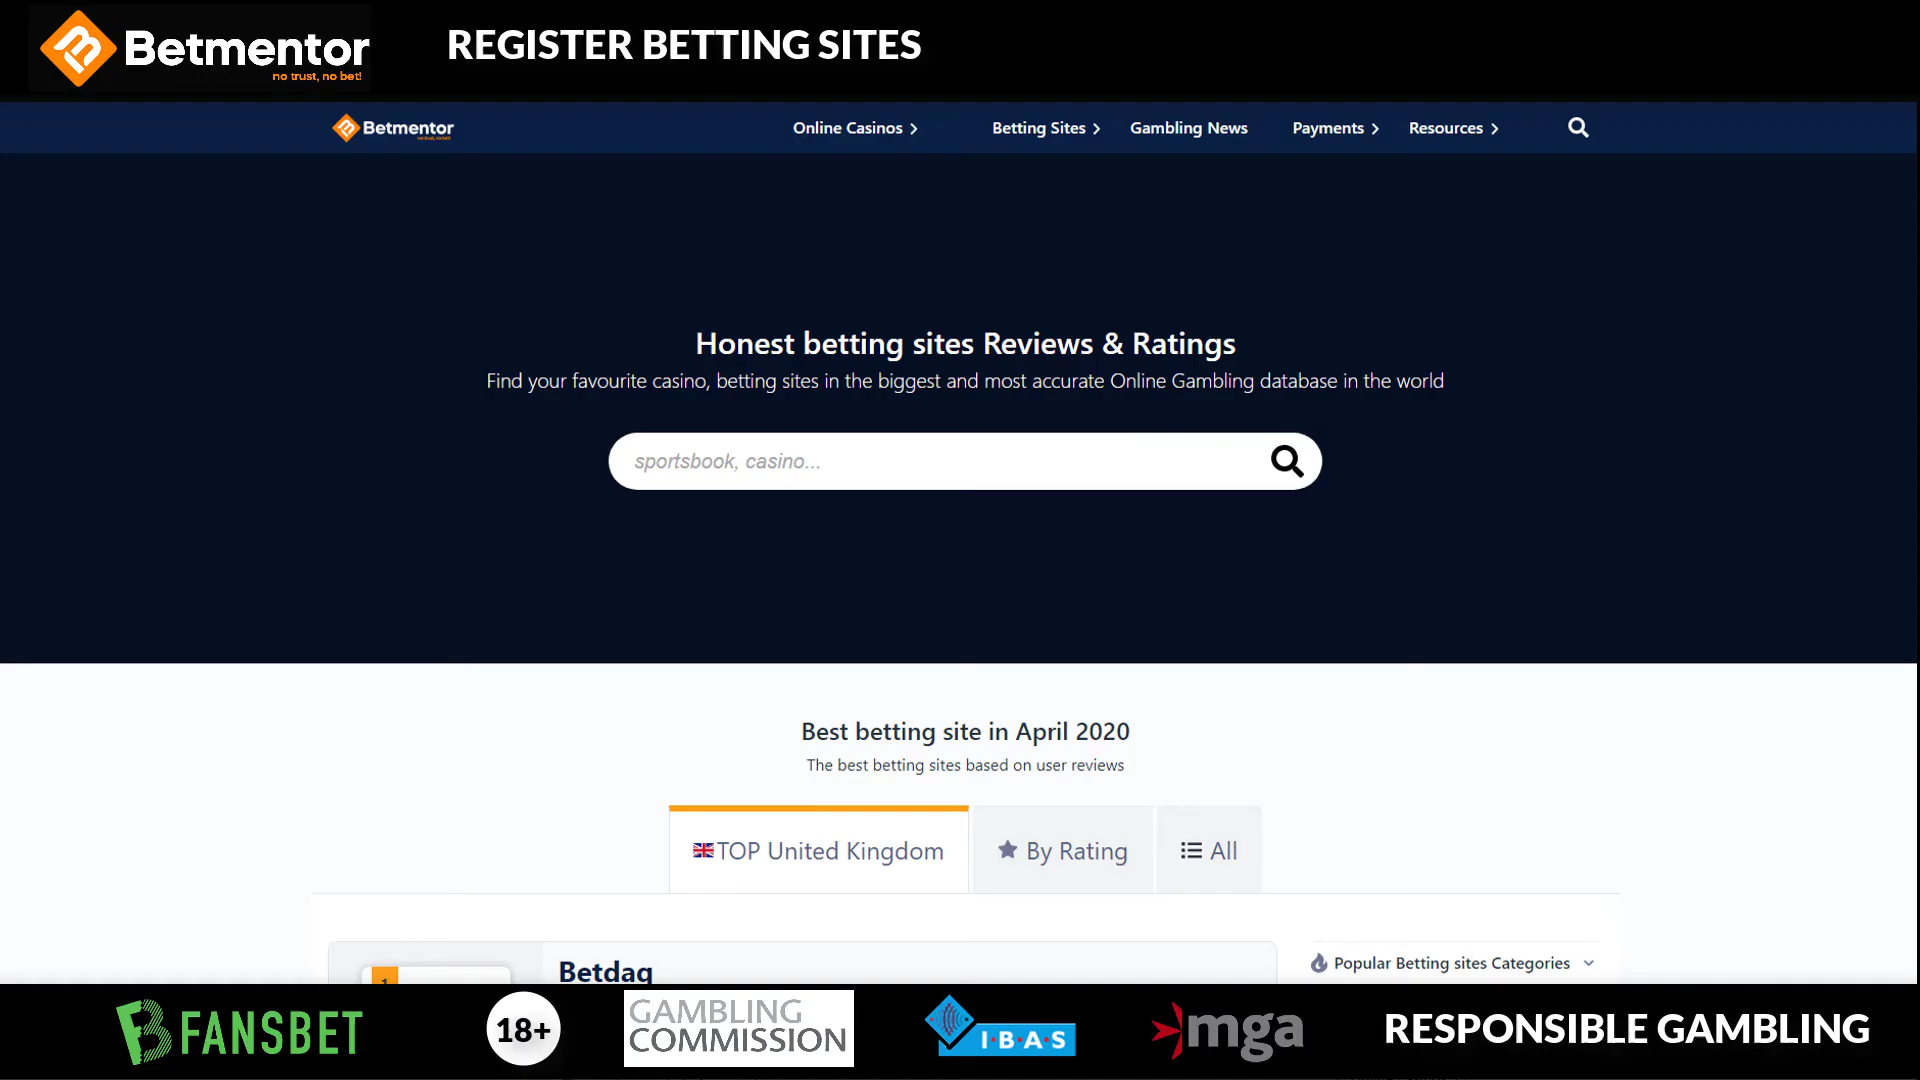 Betmentor
no trust, no bet!
REGISTER BETTING SITES
Betmentor
Online Casinos
Betting Sites
Gambling News
Payments
Resources
Honest betting sites Reviews & Ratings
Find your favourite casino, betting sites in the biggest and most accurate Online Gambling database in the world
sportsbook, casino...
Best betting site in April 2020
The best betting sites based on user reviews
TOP United Kingdom
By Rating
All
1
Betdaq
Popular Betting sites Categories
FANSBET
18+
GAMBLING
COMMISSION
I·B·A·S
mga
RESPONSIBLE GAMBLING